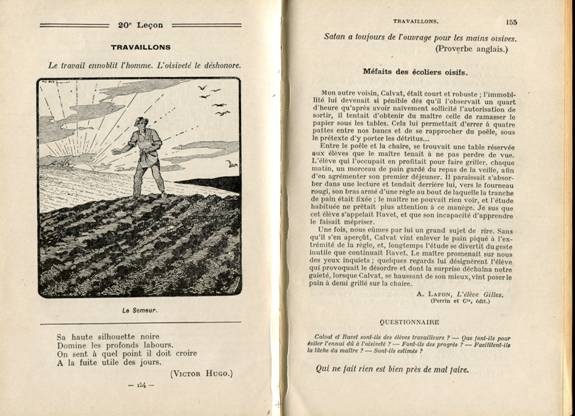 20e Leçon
TRAVAILLONS
Le travail ennoblit l'homme. L'oisiveté le déshonore.
Le Semeur.
Sa haute silhouette noire
Domine les profonds labours.
On sent à quel point il doit croire
A la fuite utile des jours.
(VICTOR HUGO.)
— 154 —
TRAVAILLONS. 155
Satan a toujours de l'ouvrage pour les mains oisives.
(Proverbe anglais.)
Méfaits des écoliers oisifs.
Mon autre voisin, Calvat, était court et robuste ; l'immobi-
lité lui devenait si pénible dès qu'il l'observait un quart
d'heure qu'après avoir naïvement sollicité l'autorisation de
sortir, il tentait d'obtenir du maître celle de ramasser le
papier sous les tables. Cela lui permettait d'errer à quatre
pattes entre nos bancs et de se rapprocher du poêle, sous
le prétexte d'y porter les détritus...
Entre le poêle et la chaire, se trouvait une table réservée
aux élèves que le maître tenait à ne pas perdre de vue.
L'élève qui l'occupait en profitait pour faire griller, chaque
matin, un morceau de pain gardé du repas de la veille, afin
d'en agrémenter son premier déjeuner. Il paraissait s'absor-
ber dans une lecture et tendait derrière lui, vers le fourneau
rougi, son bras armé d'une règle au bout de laquelle la tranche
de pain était fixée ; le maître ne pouvait rien voir, et l'étude
habituée ne prêtait plus attention à ce manège. Je sus que
cet élève s'appelait Ravet, et que son incapacité d'apprendre
le faisait mépriser.
Une fois, nous eûmes par lui un grand sujet de rire. Sans
qu'il s'en aperçût, Calvat vint enlever le pain piqué à l'ex-
trémité de la règle, et, longtemps l'étude se divertit du geste
inutile que continuait Ravel. Le maître promenait sur nous
des yeux inquiets ; quelques regards lui désignèrent l'élève
qui provoquait le désordre et dont la surprise déchaîna notre
gaieté, lorsque Calvat, se haussant de son mieux, vint poser le
pain à demi grillé sur la chaire.
A. LAFON, L'élève Gilles.
(Perrin et Cie, édit.)
QUESTIONNAIRE
Calvat et Ravet sont-ils des élèves travailleurs ? — Que font-ils pour
éviter l'ennui dû à l'oisiveté ? — Font-ils des progrès ? — Facilitent-ils
la tâche du maître ? — Sont-ils estimés ?
Qui ne fait rien est bien près de mal faire.